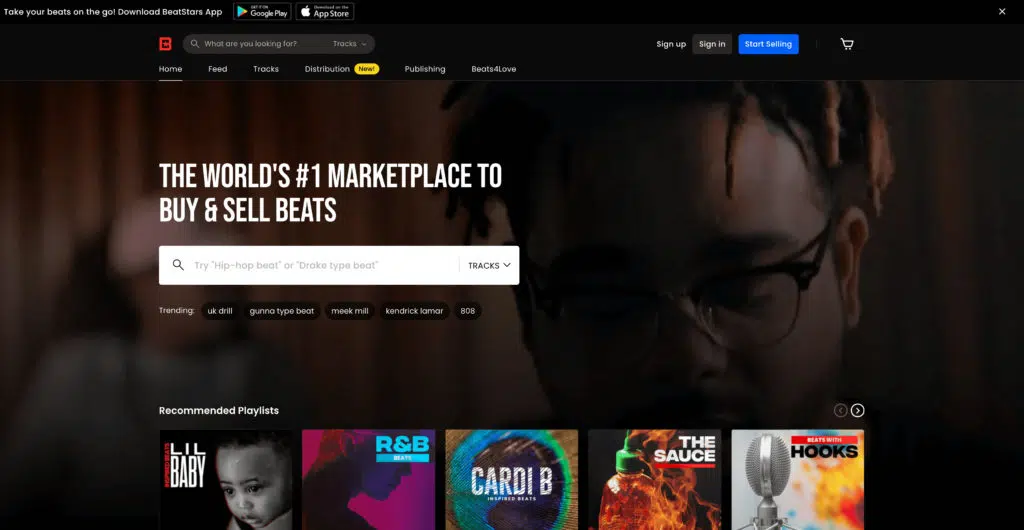 Take your beats on the go! Download BeatStars App
GET IT ON
Google Play
Download on the
App Store
What are you looking for?
Tracks
Sign up
Sign in
Start Selling
Home
Feed
Tracks
Distribution
New!
Publishing
Beats4Love
THE WORLD'S #1 MARKETPLACE TO
BUY & SELL BEATS
Try "Hip-hop beat" or "Drake type beat"
TRACKS
Trending:
uk drill
gunna type beat
meek mill
kendrick lamar
808
Recommended Playlists
INSPIRED BEATS
LIL
BABY
R&B
BEATS
CARDI B
INSPIRED BEATS
THE
SAUCE
BEATS WITH
HOOKS